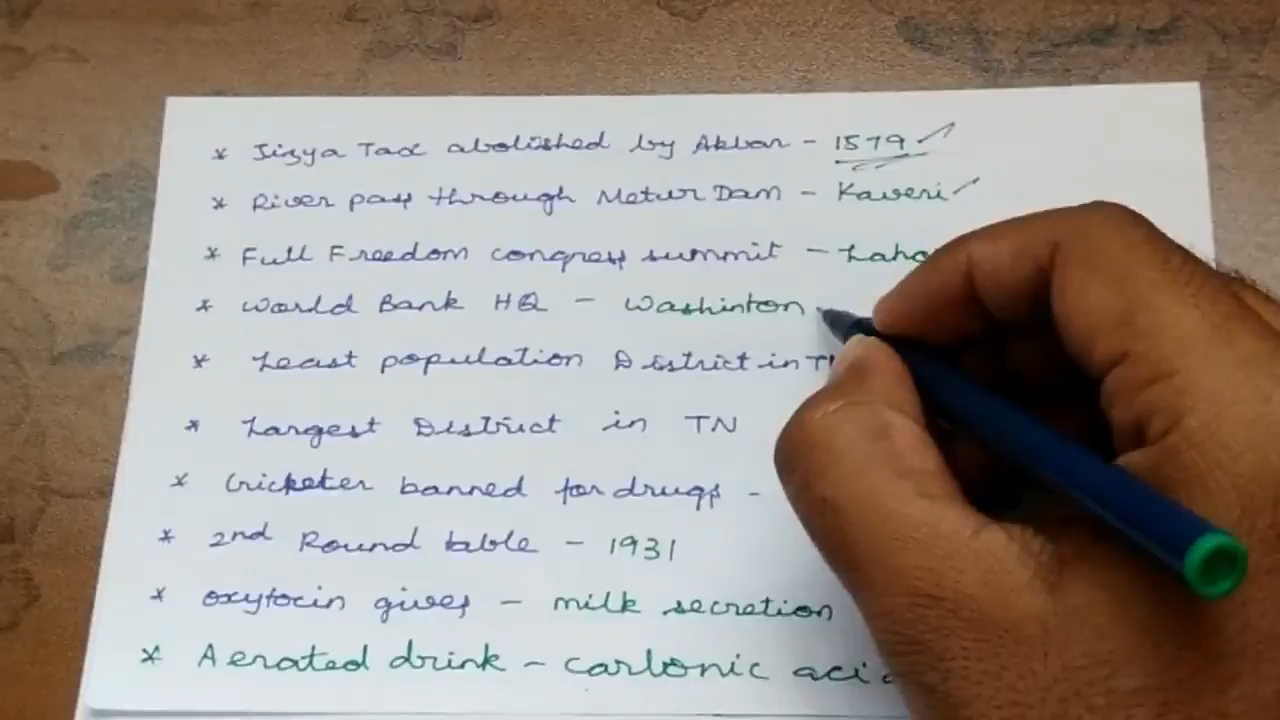 * Jizya Tax abolished by Akbar - 1579
* River pass through Metur Dam - Kaveri
* Full Freedom congress summit - Laho
* World Bank HQ - Washinton
* Least population District in TN
* Largest District in TN
* Cricketer banned for drugs -
* 2nd Round table - 1931
* oxytocin gives - milk secretion
* Aerated drink - carbonic acid